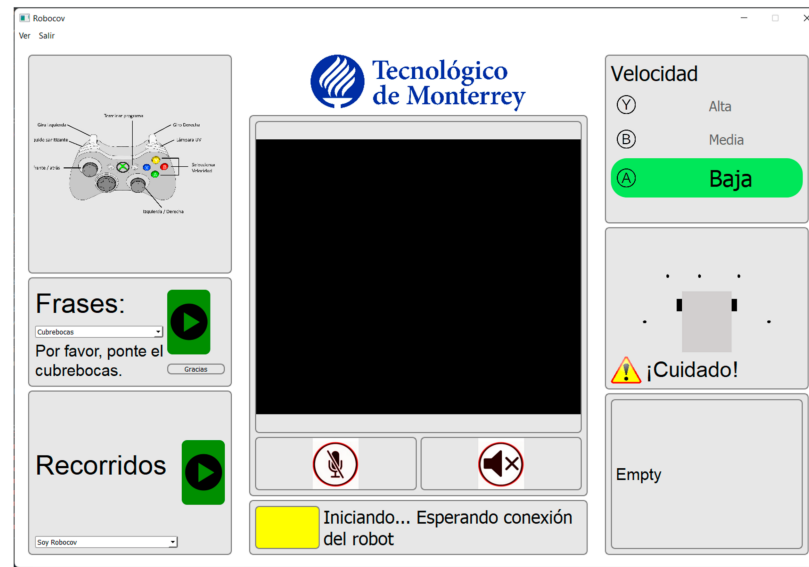 Robocov
Ver Salir
Terminar programa
Giro Izquierda
Giro Derecha
Lámpara UV
Frente / atrás
Selecciona
Velocidad
Izquierda / Derecha
Frases:
Cubrebocas
Por favor, ponte el
cubrebocas.
Gracias
Recorridos
Soy Robocov
Tecnológico
de Monterrey
Iniciando... Esperando conexión
del robot
Velocidad
Y Alta
B Media
A Baja
¡Cuidado!
Empty